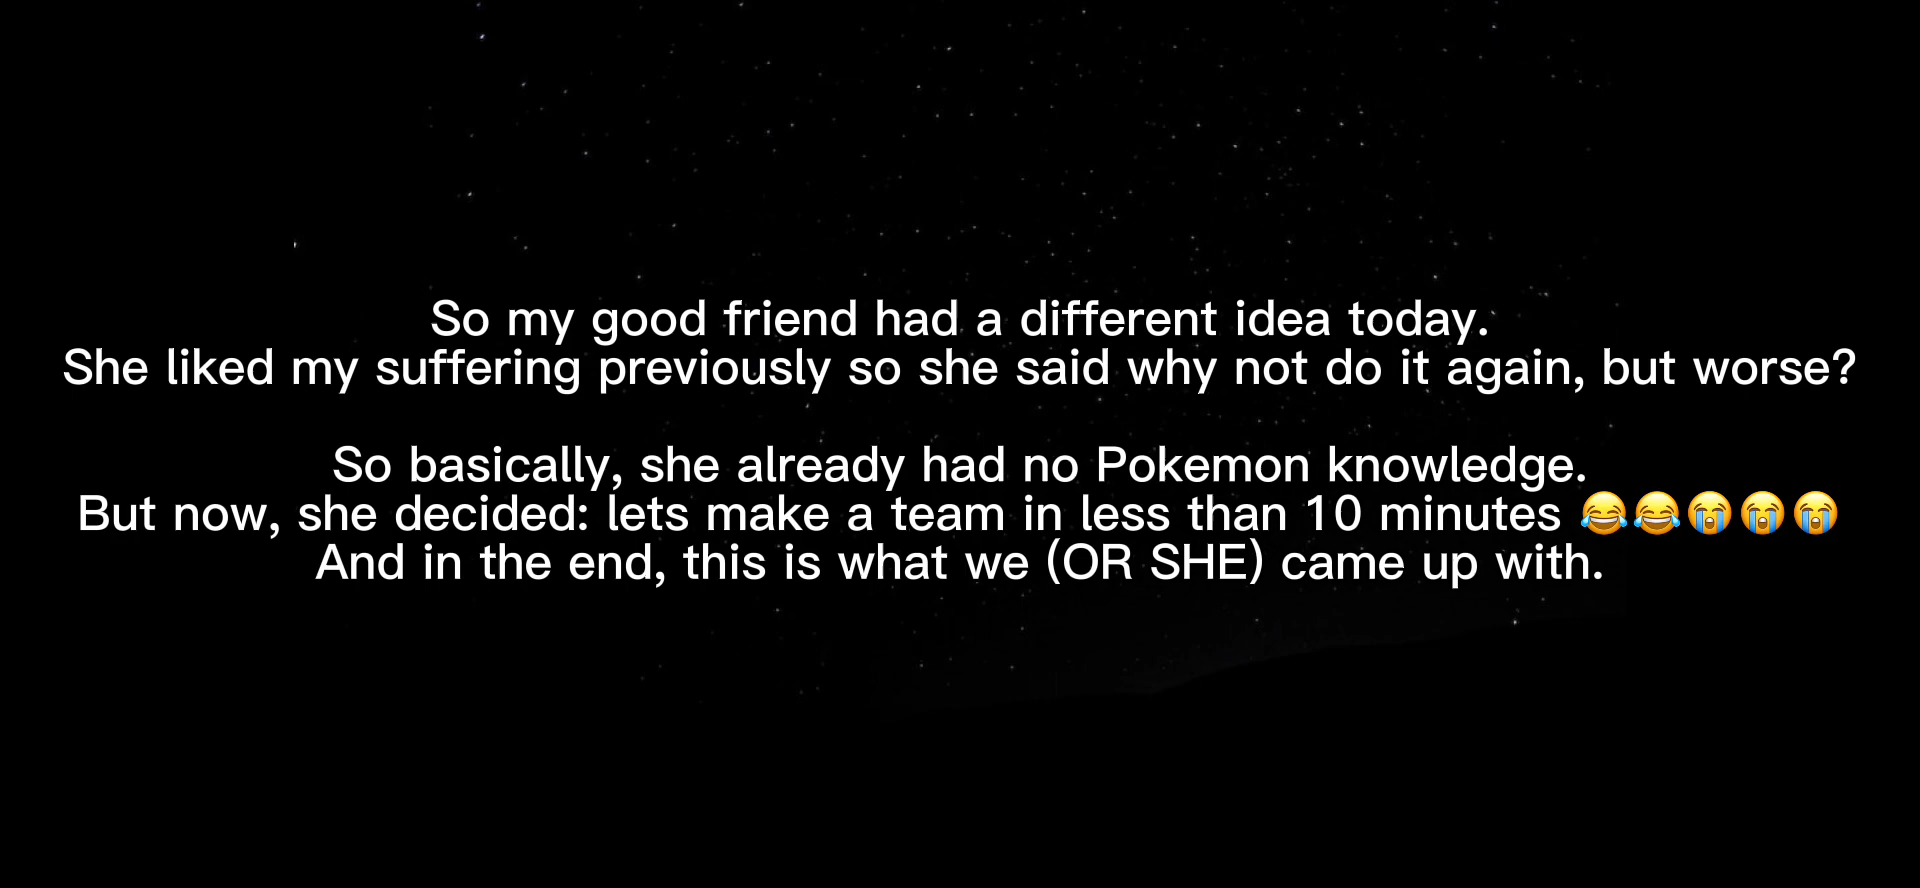 So my good friend had a different idea today.
She liked my suffering previously so she said why not do it again, but worse?
So basically, she already had no Pokemon knowledge.
But now, she decided: lets make a team in less than 10 minutes 😂😂😭😭😭
And in the end, this is what we (OR SHE) came up with.